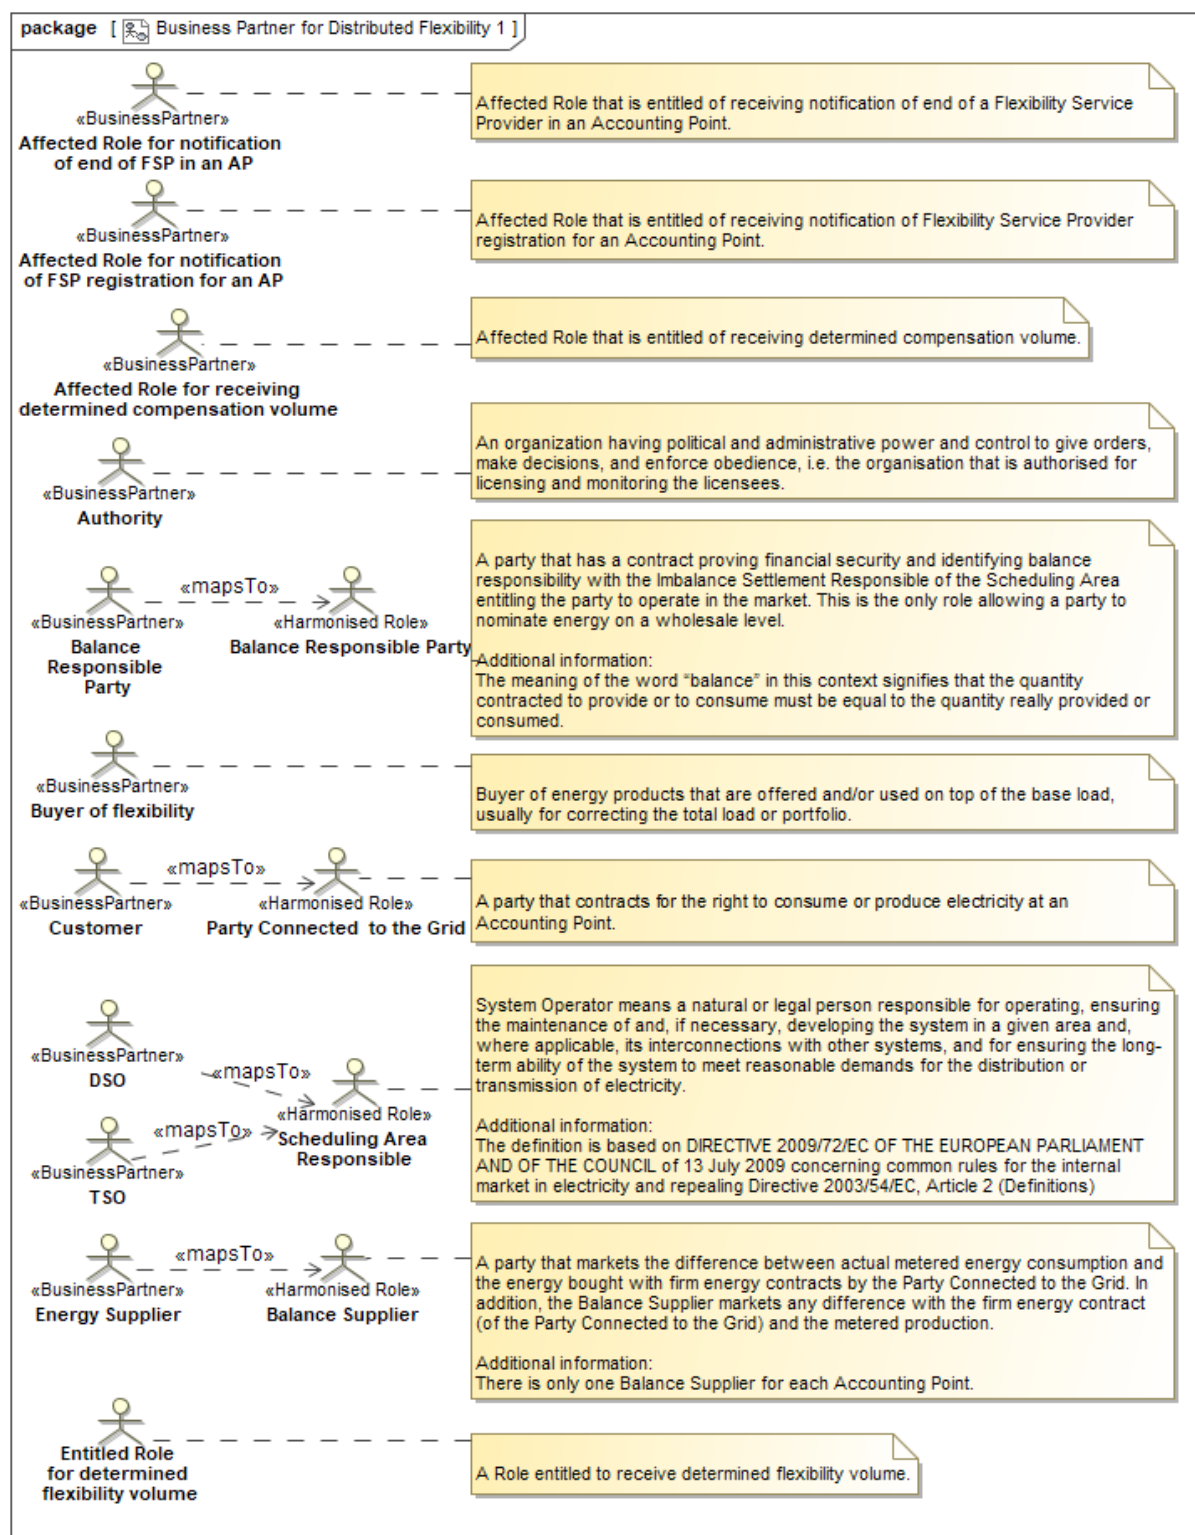 package [ Business Partner for Distributed Flexibility 1 ]
«BusinessPartner»
Affected Role for notification
of end of FSP in an AP
Affected Role that is entitled of receiving notification of end of a Flexibility Service
Provider in an Accounting Point.
«BusinessPartner»
Affected Role for notification
of FSP registration for an AP
Affected Role that is entitled of receiving notification of Flexibility Service Provider
registration for an Accounting Point.
«BusinessPartner»
Affected Role for receiving
determined compensation volume
Affected Role that is entitled of receiving determined compensation volume.
«BusinessPartner»
Authority
An organization having political and administrative power and control to give orders,
make decisions, and enforce obedience, i.e. the organisation that is authorised for
licensing and monitoring the licensees.
«BusinessPartner»
Balance
Responsible
Party
«mapsTo»
«Harmonised Role»
Balance Responsible Party
A party that has a contract proving financial security and identifying balance
responsibility with the Imbalance Settlement Responsible of the Scheduling Area
entitling the party to operate in the market. This is the only role allowing a party to
nominate energy on a wholesale level.
Additional information:
The meaning of the word “balance” in this context signifies that the quantity
contracted to provide or to consume must be equal to the quantity really provided or
consumed.
«BusinessPartner»
Buyer of flexibility
Buyer of energy products that are offered and/or used on top of the base load,
usually for correcting the total load or portfolio.
«BusinessPartner»
Customer
«mapsTo»
«Harmonised Role»
Party Connected to the Grid
A party that contracts for the right to consume or produce electricity at an
Accounting Point.
«BusinessPartner»
DSO
«mapsTo»
«BusinessPartner»
TSO
«mapsTo»
«Harmonised Role»
Scheduling Area
Responsible
System Operator means a natural or legal person responsible for operating, ensuring
the maintenance of and, if necessary, developing the system in a given area and,
where applicable, its interconnections with other systems, and for ensuring the long-
term ability of the system to meet reasonable demands for the distribution or
transmission of electricity.
Additional information:
The definition is based on DIRECTIVE 2009/72/EC OF THE EUROPEAN PARLIAMENT
AND OF THE COUNCIL of 13 July 2009 concerning common rules for the internal
market in electricity and repealing Directive 2003/54/EC, Article 2 (Definitions)
«BusinessPartner»
Energy Supplier
«mapsTo»
«Harmonised Role»
Balance Supplier
A party that markets the difference between actual metered energy consumption and
the energy bought with firm energy contracts by the Party Connected to the Grid. In
addition, the Balance Supplier markets any difference with the firm energy contract
(of the Party Connected to the Grid) and the metered production.
Additional information:
There is only one Balance Supplier for each Accounting Point.
Entitled Role
for determined
flexibility volume
A Role entitled to receive determined flexibility volume.